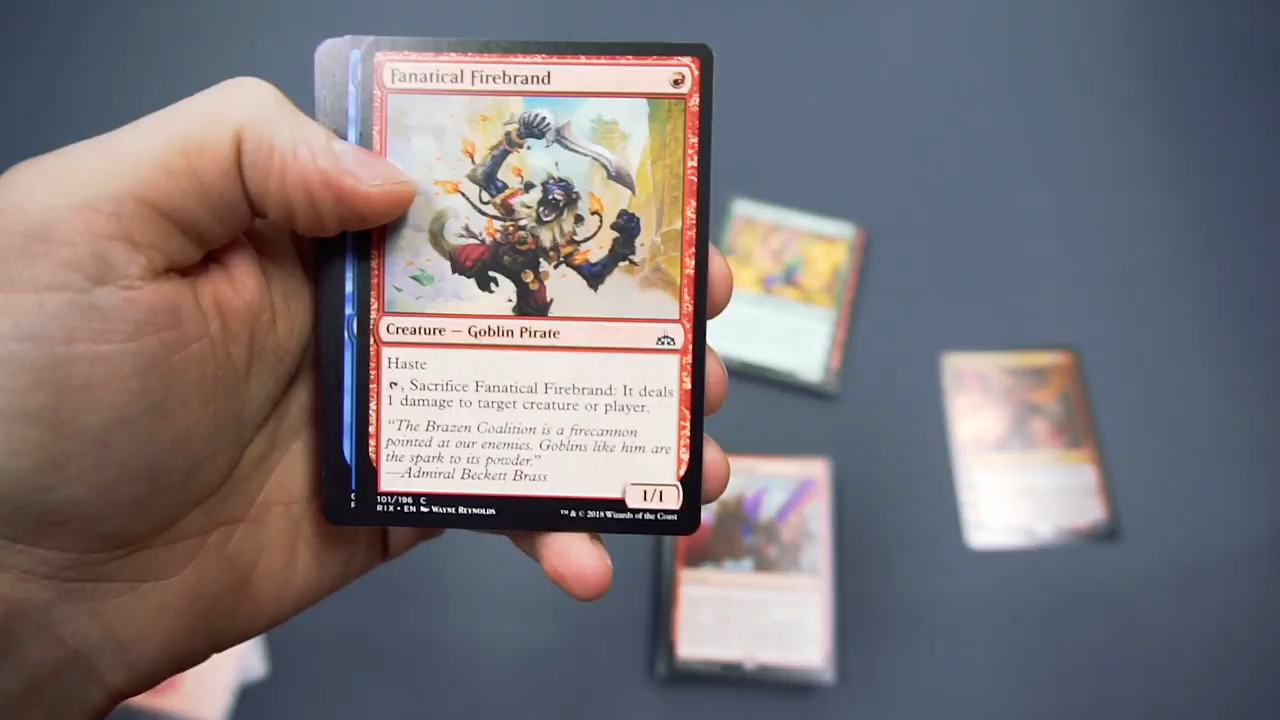 Fanatical Firebrand
Creature — Goblin Pirate
Haste
, Sacrifice Fanatical Firebrand: It deals
1 damage to target creature or player.
"The Brazen Coalition is a firecannon
pointed at our enemies. Goblins like him are
the spark to its powder."
—Admiral Beckett Brass
1/1
101/196 C
RIX • EN Wayne Reynolds
™ & © 2018 Wizards of the Coast